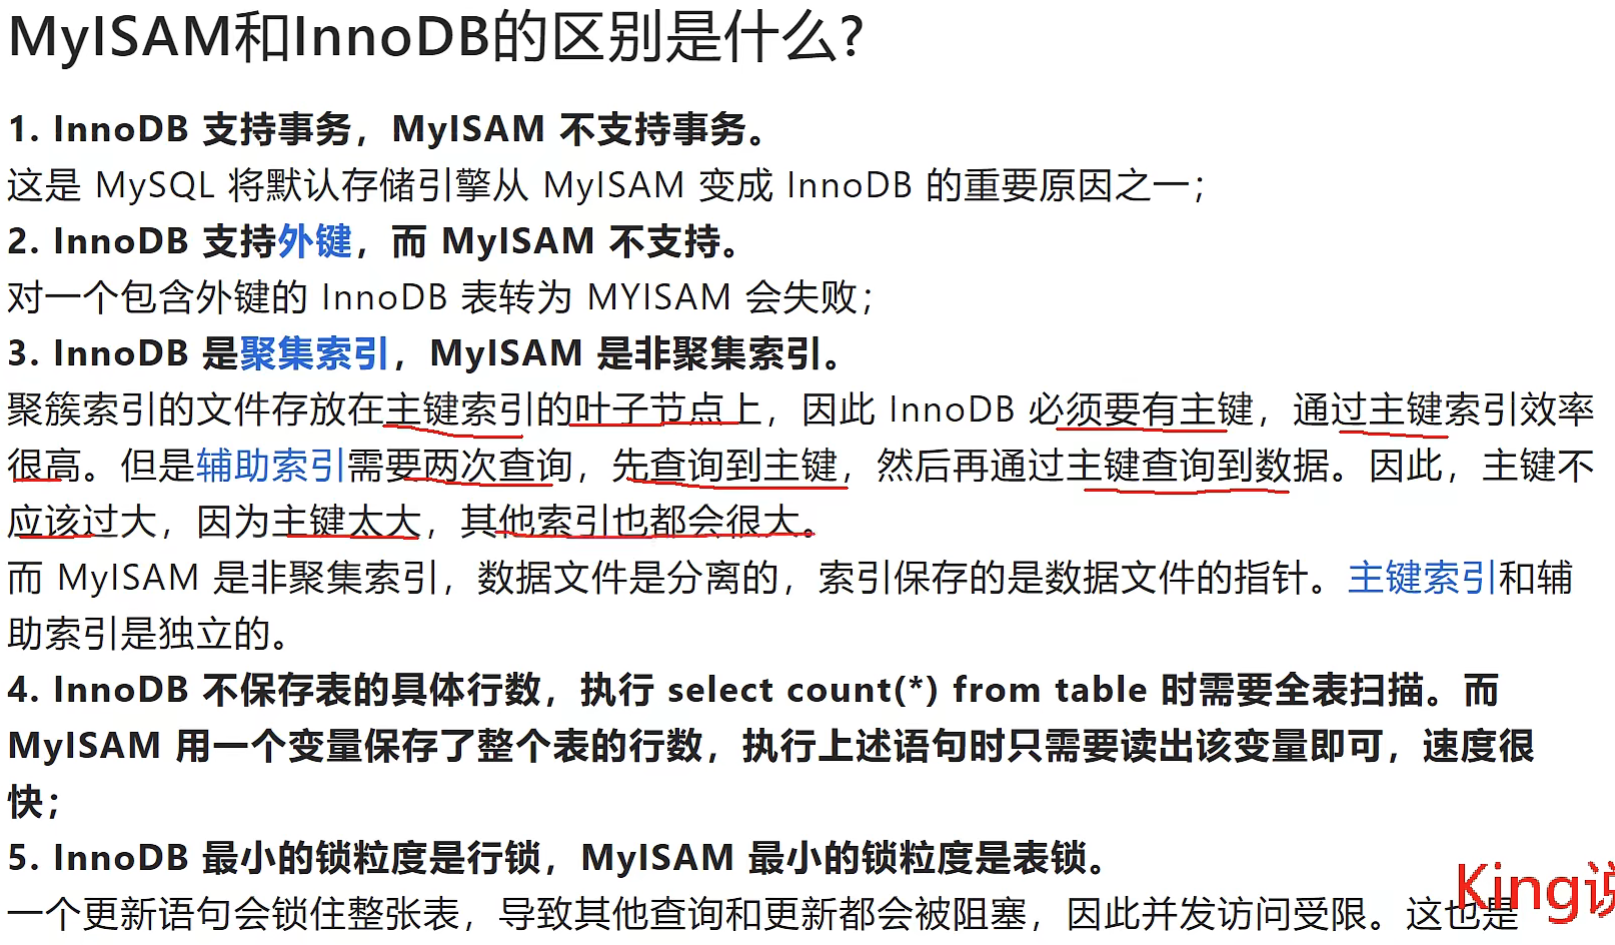 MyISAM和InnoDB的区别是什么?
1. InnoDB 支持事务，MyISAM 不支持事务。
这是 MySQL 将默认存储引擎从 MyISAM 变成 InnoDB 的重要原因之一；
2. InnoDB 支持外键，而 MyISAM 不支持。
对一个包含外键的 InnoDB 表转为 MYISAM 会失败；
3. InnoDB 是聚集索引，MyISAM 是非聚集索引。
聚簇索引的文件存放在主键索引的叶子节点上，因此 InnoDB 必须要有主键，通过主键索引效率
很高。但是辅助索引需要两次查询，先查询到主键，然后再通过主键查询到数据。因此，主键不
应该过大，因为主键太大，其他索引也都会很大。
而 MyISAM 是非聚集索引，数据文件是分离的，索引保存的是数据文件的指针。主键索引和辅
助索引是独立的。
4. InnoDB 不保存表的具体行数，执行 select count(*) from table 时需要全表扫描。而
MyISAM 用一个变量保存了整个表的行数，执行上述语句时只需要读出该变量即可，速度很
快；
5. InnoDB 最小的锁粒度是行锁，MyISAM 最小的锁粒度是表锁。
一个更新语句会锁住整张表，导致其他查询和更新都会被阻塞，因此并发访问受限。这也是
King